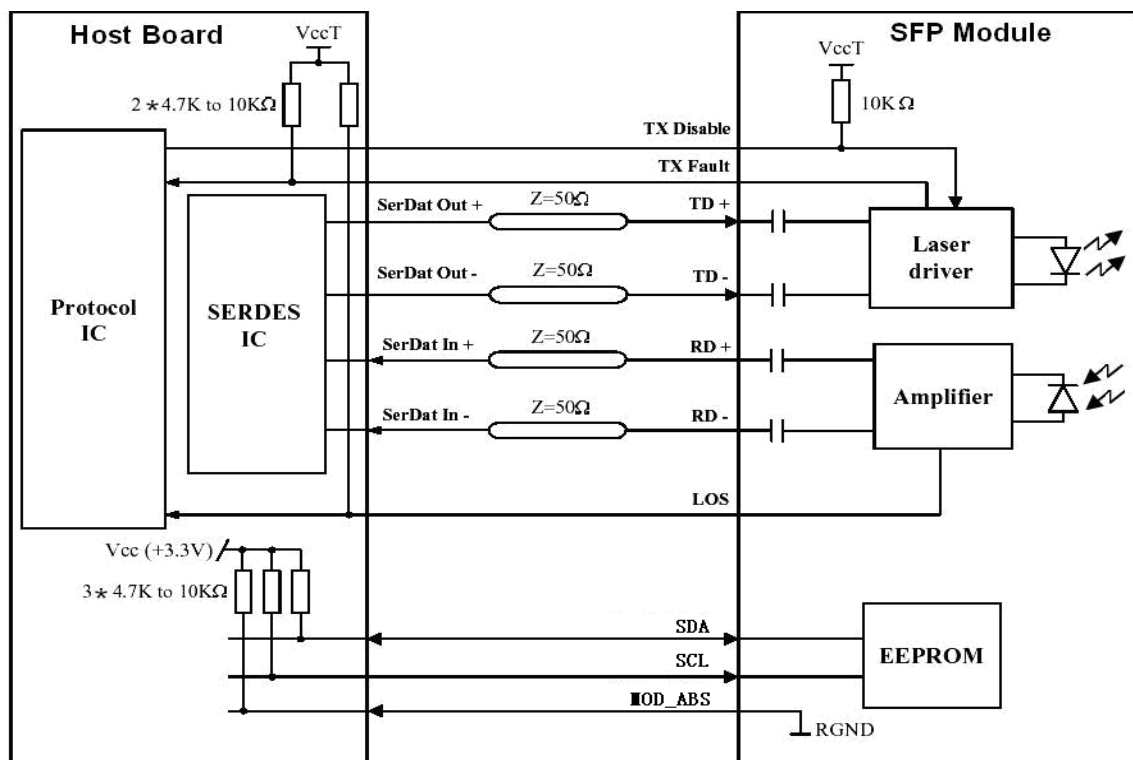 Host Board
SFP Module
VccT
VccT
2*4.7K to 10KΩ
10KΩ
TX Disable
TX Fault
SerDat Out +
Z=50Ω
TD +
SerDat Out -
Z=50Ω
TD -
Laser
driver
Protocol
IC
SERDES
IC
SerDat In +
Z=50Ω
RD +
SerDat In -
Z=50Ω
RD -
Amplifier
LOS
Vcc (+3.3V)
3*4.7K to 10KΩ
SDA
SCL
EEPROM
MOD_ABS
RGND